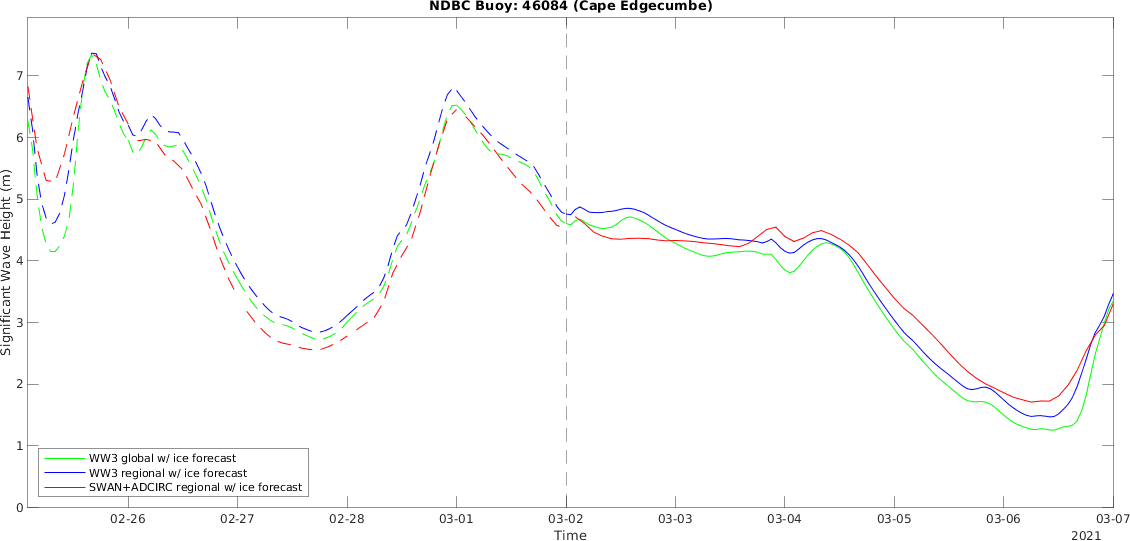 NDBC Buoy: 46084 (Cape Edgecumbe)
Significant Wave Height (m)
7
6
5
4
3
2
1
0
WW3 global w/ ice forecast
WW3 regional w/ ice forecast
SWAN+ADCIRC regional w/ ice forecast
02-26 02-27 02-28 03-01 03-02 03-03 03-04 03-05 03-06 03-07
Time
2021